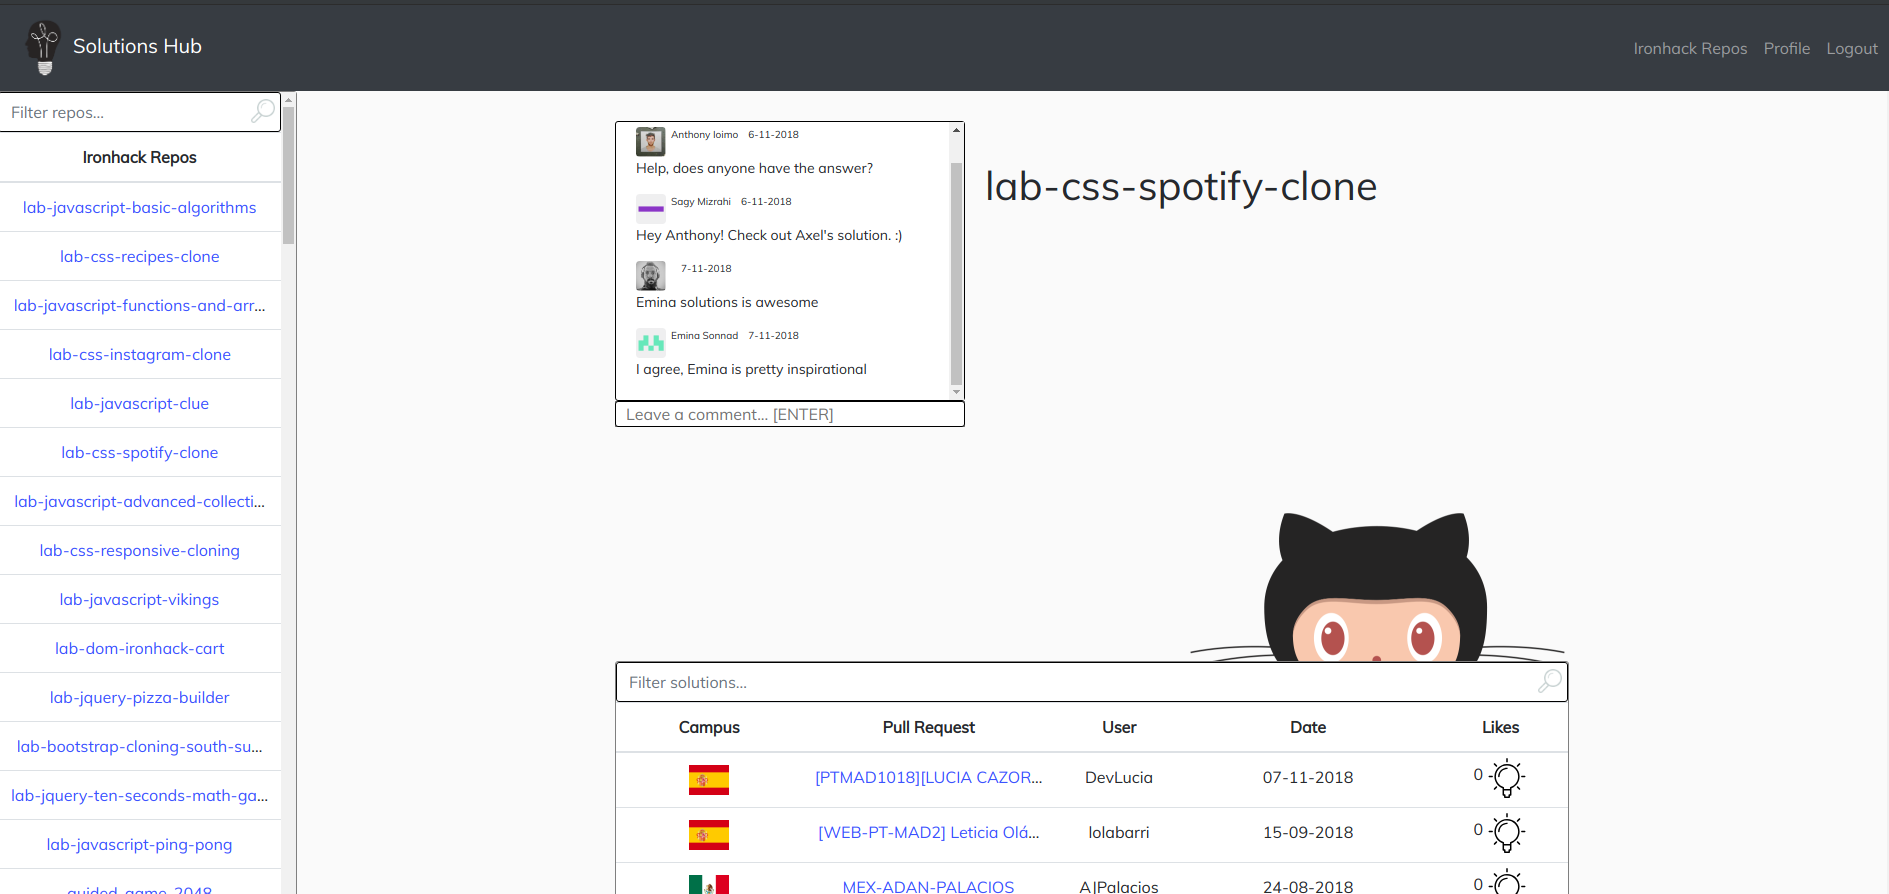 Solutions Hub
Ironhack Repos Profile Logout
Filter repos...
Ironhack Repos
lab-javascript-basic-algorithms
lab-css-recipes-clone
lab-javascript-functions-and-arr...
lab-css-instagram-clone
lab-javascript-clue
lab-css-spotify-clone
lab-javascript-advanced-collecti...
lab-css-responsive-cloning
lab-javascript-vikings
lab-dom-ironhack-cart
lab-jquery-pizza-builder
lab-bootstrap-cloning-south-su...
lab-jquery-ten-seconds-math-ga...
lab-javascript-ping-pong
guided-game-2048
Anthony Ioimo 6-11-2018
Help, does anyone have the answer?
Sagy Mizrahi 6-11-2018
Hey Anthony! Check out Axel's solution. :)
7-11-2018
Emina solutions is awesome
Emina Sonnad 7-11-2018
I agree, Emina is pretty inspirational
Leave a comment... [ENTER]
lab-css-spotify-clone
Filter solutions...
Campus Pull Request User Date Likes
[PTMAD1018][LUCIA CAZOR... DevLucia 07-11-2018 0
[WEB-PT-MAD2] Leticia Olá... lolabarri 15-09-2018 0
MEX-ADAN-PALACIOS AJPalacios 24-08-2018 0